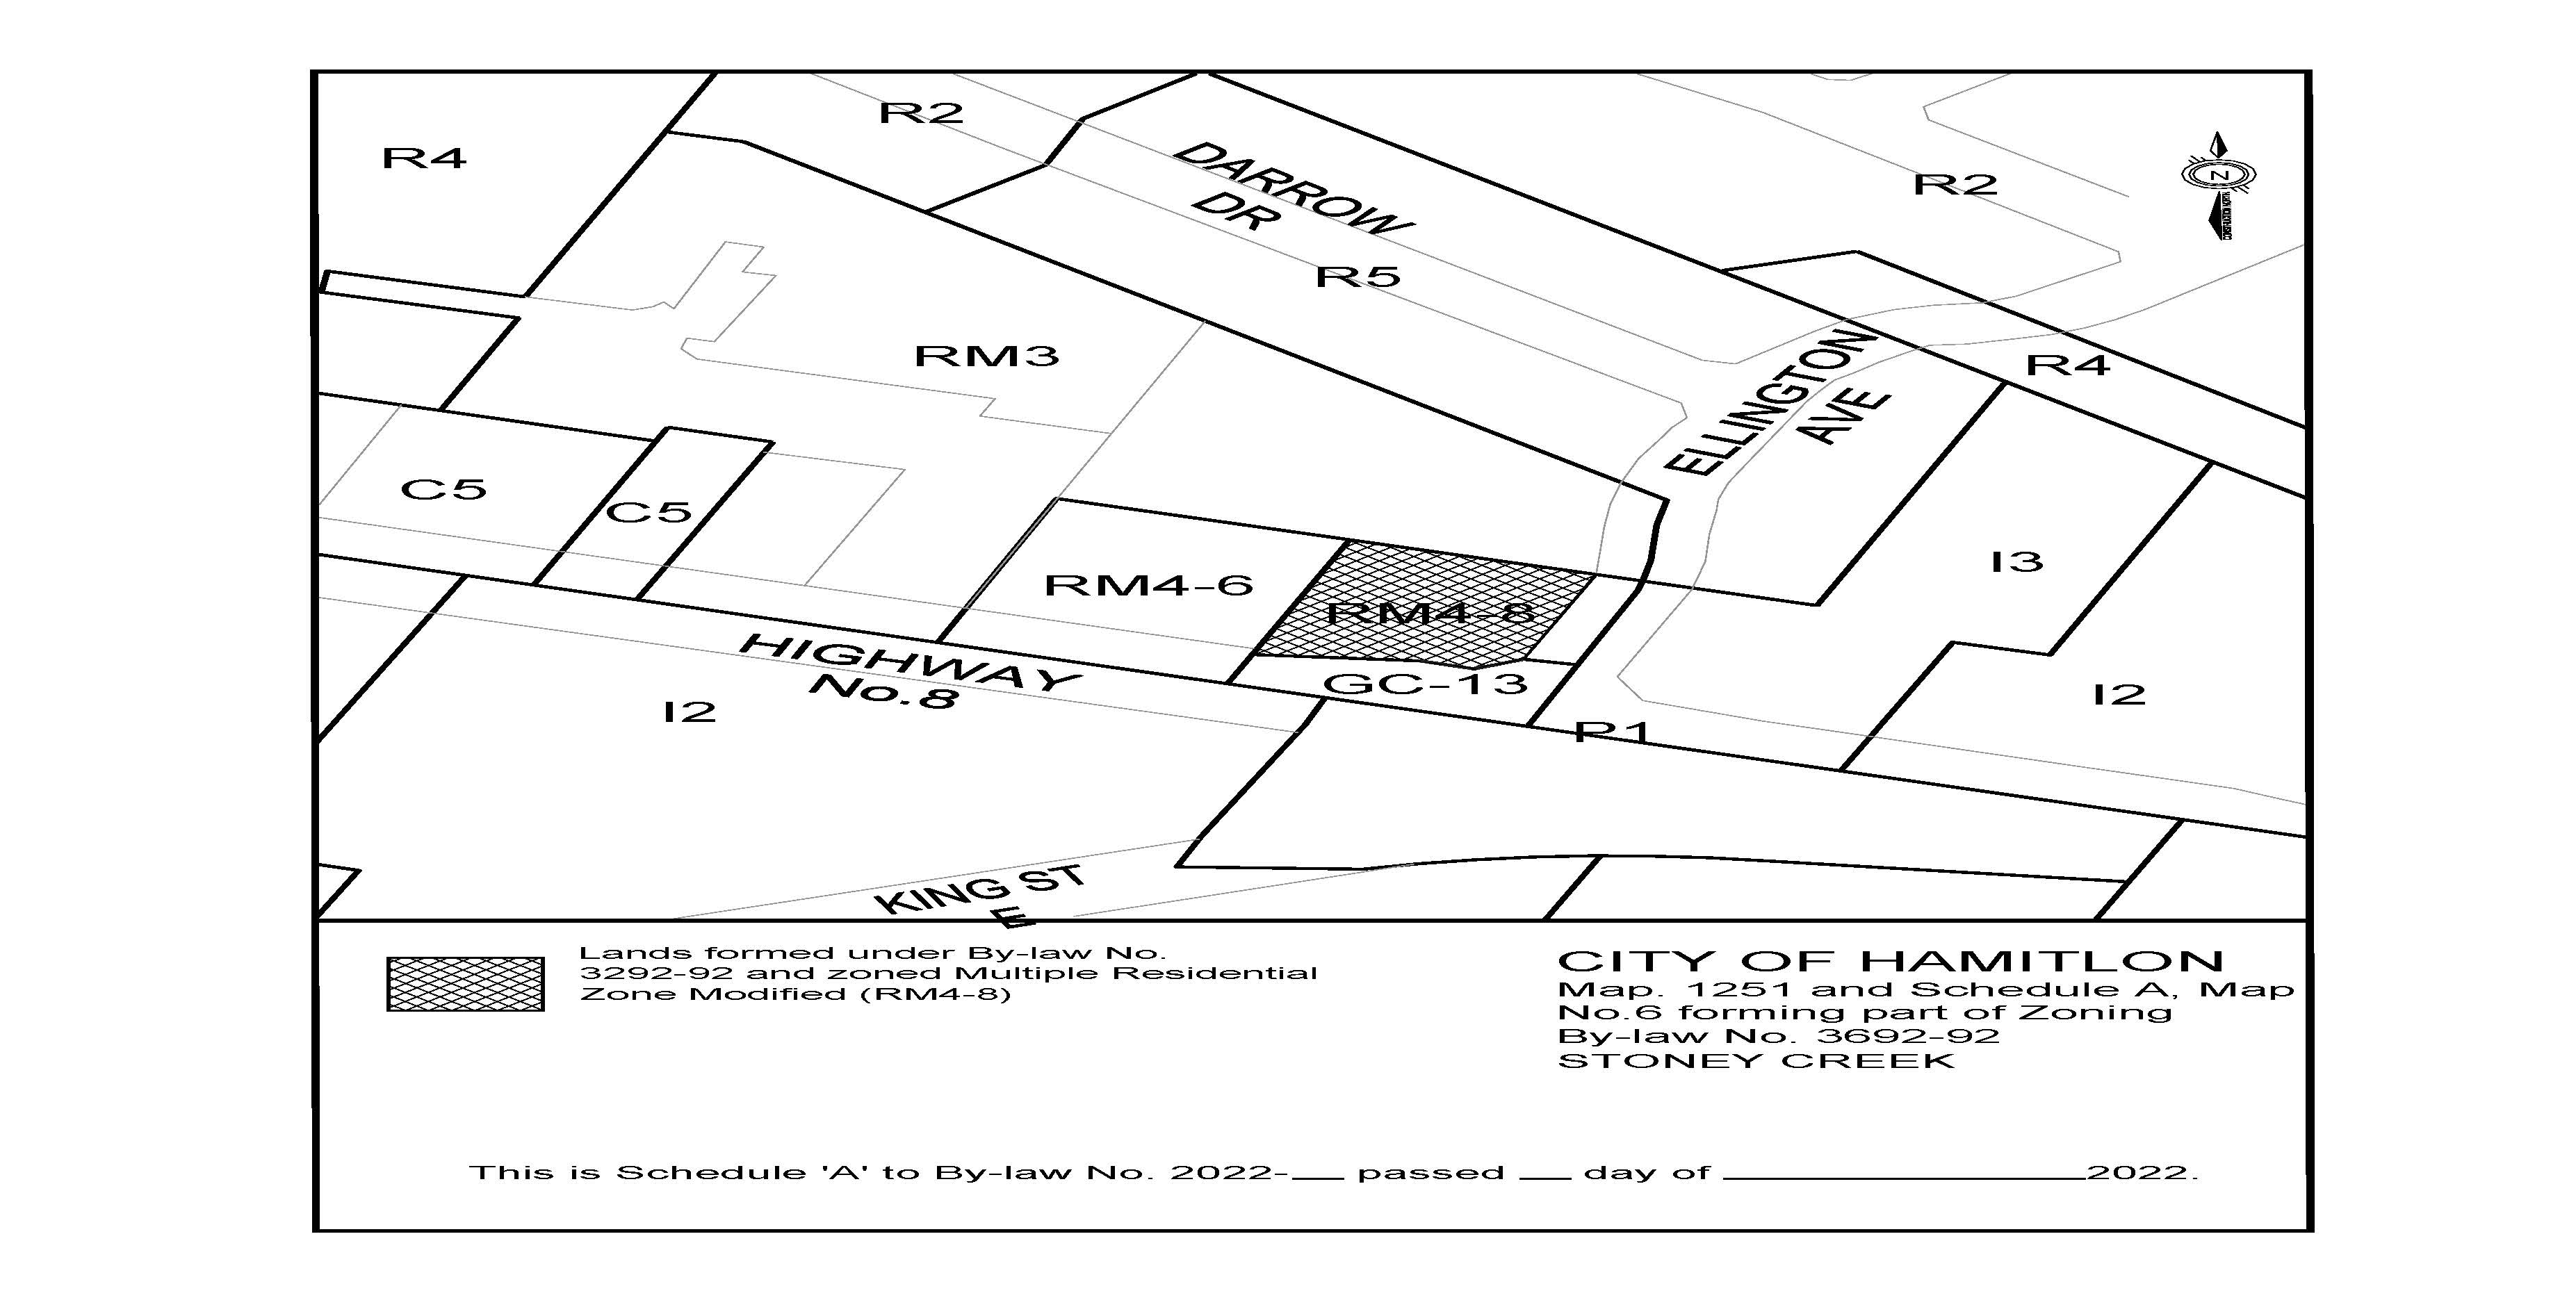 R2
R4
DARROW
DR
R2
N
CONSTRUCTION NORTH
R5
RM3
ELLINGTON
AVE
R4
C5
C5
I3
RM4-6
RM4-8
HIGHWAY
No.8
GC-13
I2
I2
P1
KING ST
E
Lands formed under By-law No.
3292-92 and zoned Multiple Residential
Zone Modified (RM4-8)
CITY OF HAMITLON
Map. 1251 and Schedule A, Map
No.6 forming part of Zoning
By-law No. 3692-92
STONEY CREEK
This is Schedule 'A' to By-law No. 2022-___ passed ___ day of ____________________2022.